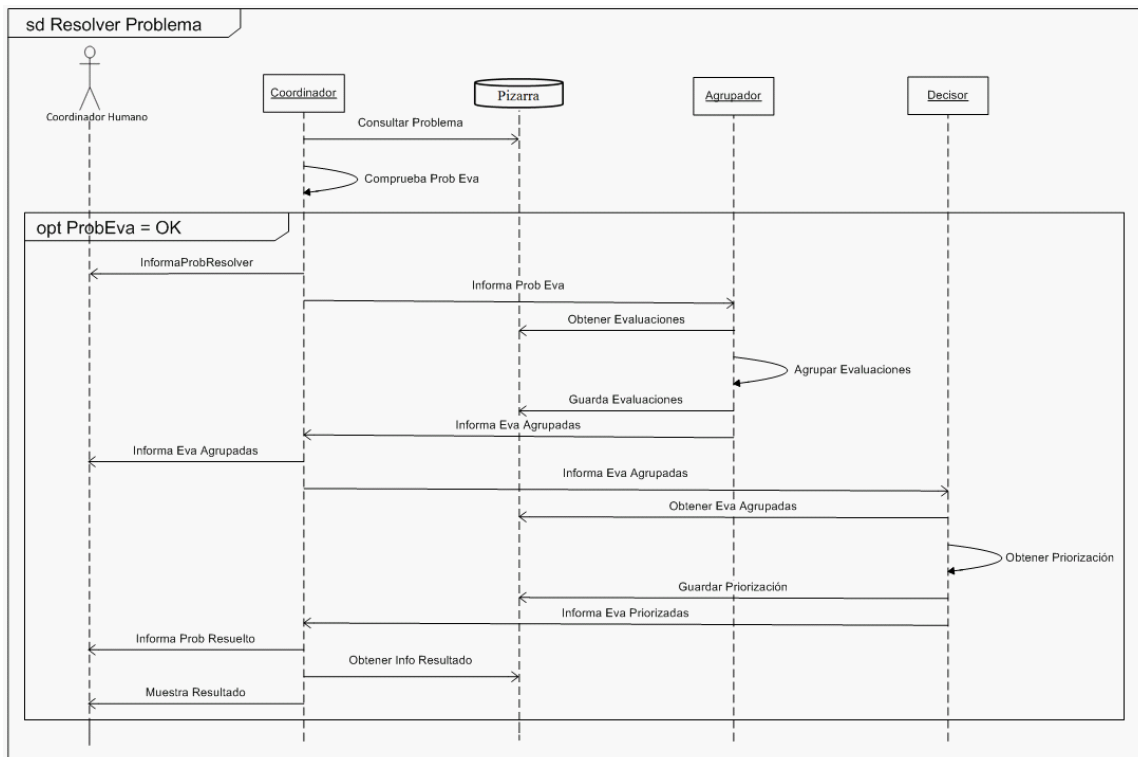 sd Resolver Problema
Coordinador Humano
Coordinador
Pizarra
Agrupador
Decisor
Consultar Problema
Comprueba Prob Eva
opt ProbEva = OK
InformaProbResolver
Informa Prob Eva
Obtener Evaluaciones
Agrupar Evaluaciones
Guarda Evaluaciones
Informa Eva Agrupadas
Informa Eva Agrupadas
Informa Eva Agrupadas
Obtener Eva Agrupadas
Obtener Priorización
Guardar Priorización
Informa Eva Priorizadas
Informa Prob Resuelto
Obtener Info Resultado
Muestra Resultado